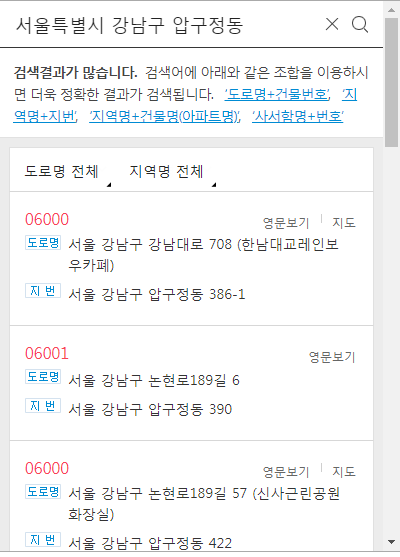 서울특별시 강남구 압구정동
검색결과가 많습니다. 검색어에 아래와 같은 조합을 이용하시
면 더욱 정확한 결과가 검색됩니다. '도로명+건물번호', '지
역명+지번', '지역명+건물명(아파트명)', '사서함명+번호'
도로명 전체 지역명 전체
06000 영문보기 지도
도로명 서울 강남구 강남대로 708 (한남대교레인보
우카페)
지 번 서울 강남구 압구정동 386-1
06001 영문보기
도로명 서울 강남구 논현로189길 6
지 번 서울 강남구 압구정동 390
06000 영문보기 지도
도로명 서울 강남구 논현로189길 57 (신사근린공원
화장실)
지 번 서울 강남구 압구정동 422